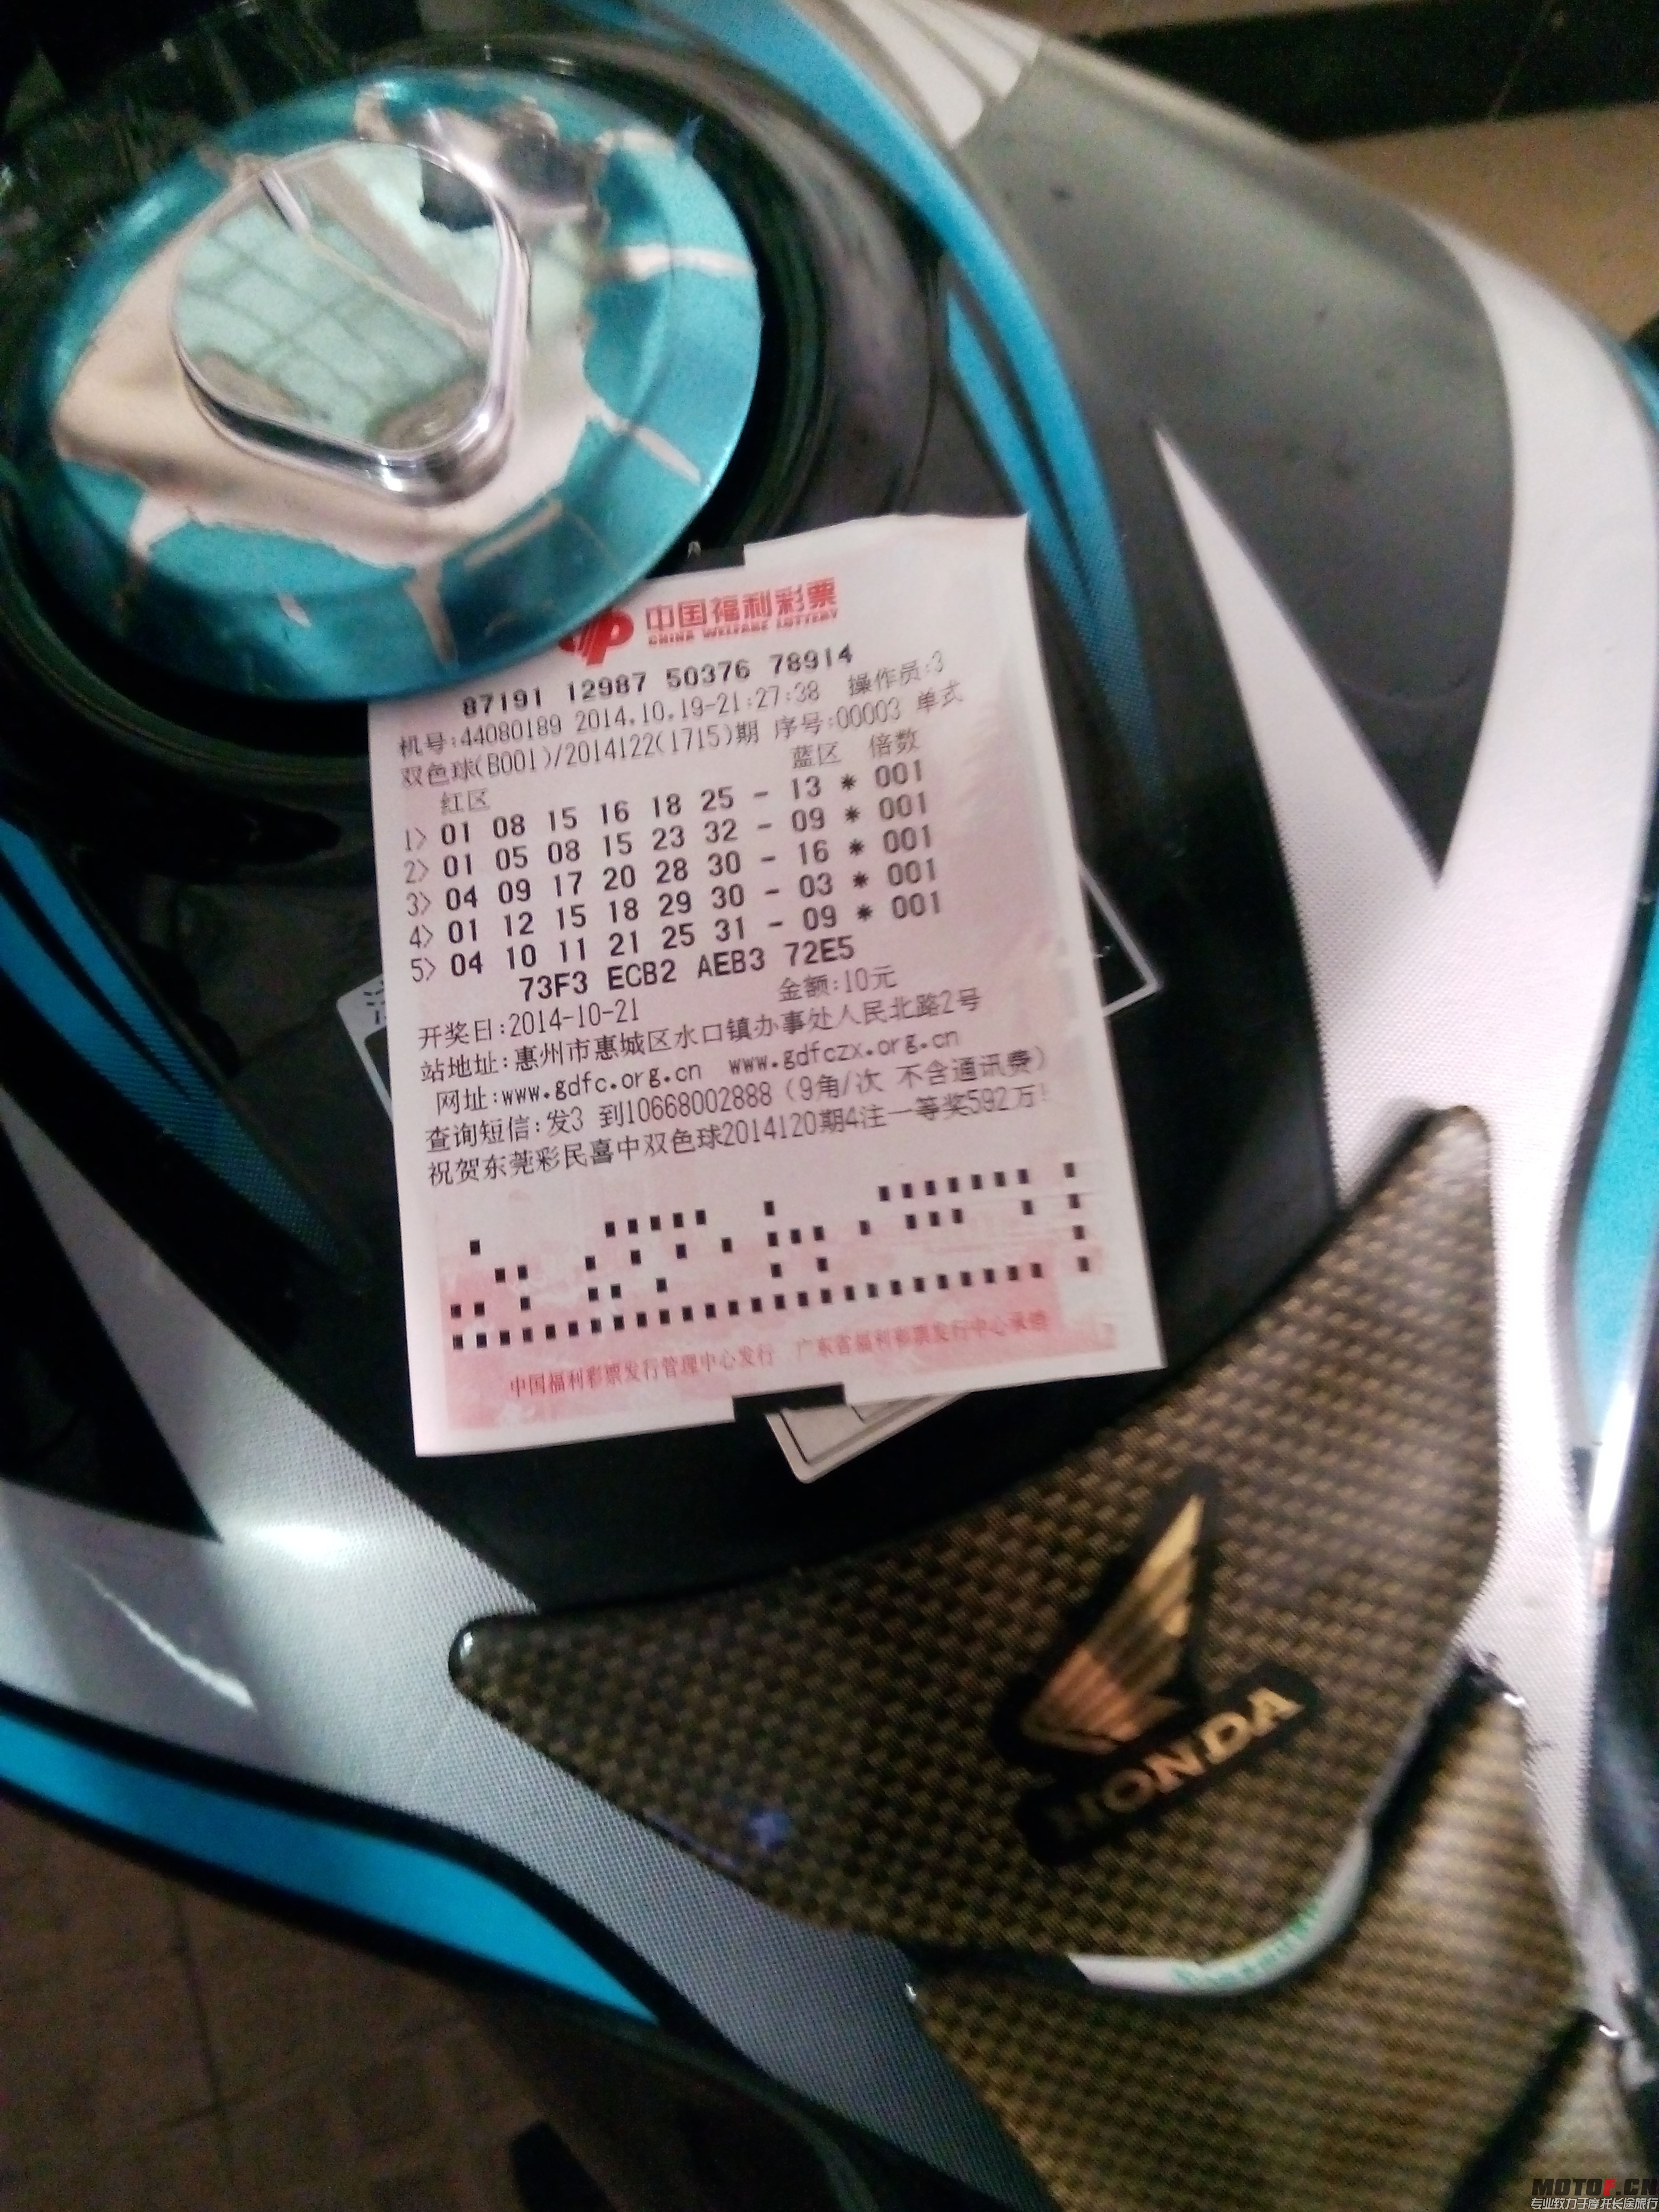 中国福利彩票
CHINA WELFARE LOTTERY
87191 12987 50376 78914
机号:44080189 2014.10.19-21:27:38 操作员:3
双色球(B001)/2014122(1715)期 序号:00003 单式
红区 蓝区 倍数
1> 01 08 15 16 18 25 - 13 * 001
2> 01 05 08 15 23 32 - 09 * 001
3> 04 09 17 20 28 30 - 16 * 001
4> 01 12 15 18 29 30 - 03 * 001
5> 04 10 11 21 25 31 - 09 * 001
73F3 ECB2 AEB3 72E5
开奖日:2014-10-21 金额:10元
站地址:惠州市惠城区水口镇办事处人民北路2号
网址:www.gdfc.org.cn www.gdfczx.org.cn
查询短信:发3 到10668002888（9角/次 不含通讯费）
祝贺东莞彩民喜中双色球2014120期4注一等奖592万!
中国福利彩票发行管理中心发行 广东省福利彩票发行中心承销
HONDA
MOTOF.CN
专业致力于摩托长途旅行